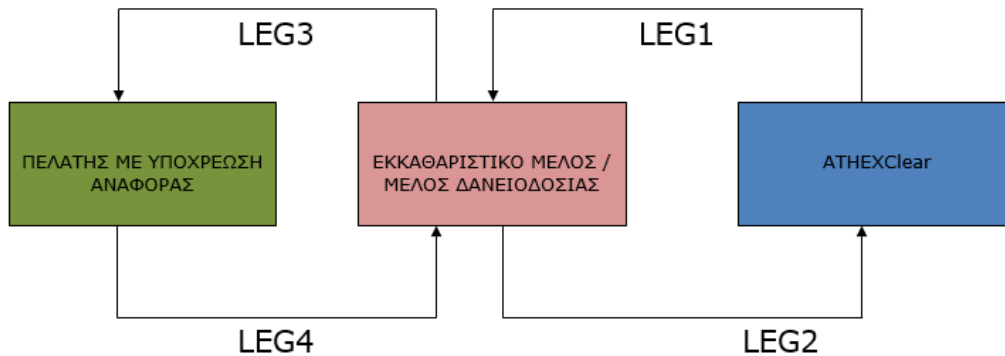 LEG3
LEG1
ΠΕΛΑΤΗΣ ΜΕ ΥΠΟΧΡΕΩΣΗ
ΑΝΑΦΟΡΑΣ
ΕΚΚΑΘΑΡΙΣΤΙΚΟ ΜΕΛΟΣ /
ΜΕΛΟΣ ΔΑΝΕΙΟΔΟΣΙΑΣ
ATHEXClear
LEG4
LEG2